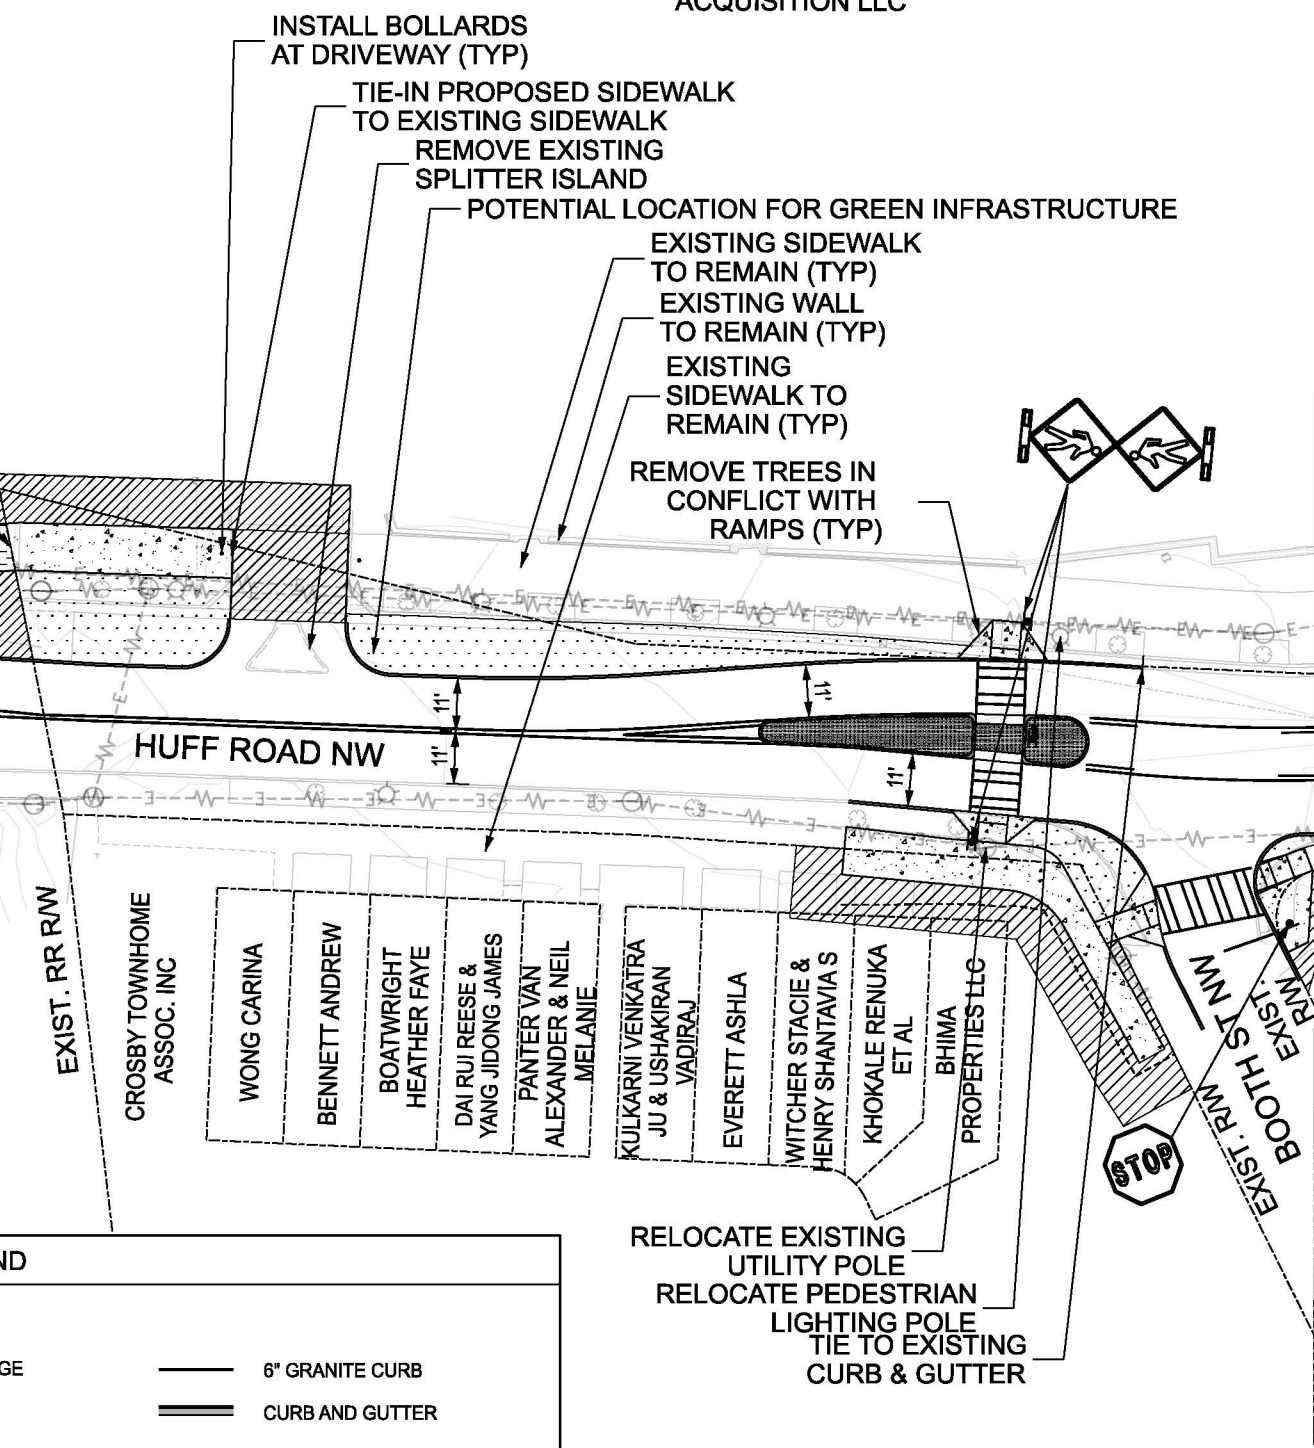 ACQUISITION LLC
INSTALL BOLLARDS
AT DRIVEWAY (TYP)
TIE-IN PROPOSED SIDEWALK
TO EXISTING SIDEWALK
REMOVE EXISTING
SPLITTER ISLAND
POTENTIAL LOCATION FOR GREEN INFRASTRUCTURE
EXISTING SIDEWALK
TO REMAIN (TYP)
EXISTING WALL
TO REMAIN (TYP)
EXISTING
SIDEWALK TO
REMAIN (TYP)
REMOVE TREES IN
CONFLICT WITH
RAMPS (TYP)
11'
11'
11'
11'
HUFF ROAD NW
EXIST. RR R/W
CROSBY TOWNHOME
ASSOC. INC
WONG CARINA
BENNETT ANDREW
BOATWRIGHT
HEATHER FAYE
DAI RUJI REESE &
YANG JIDONG JAMES
PANTER VAN
ALEXANDER & NEIL
MELANIE
KULKARNI VENKATRA
JU & USHAKIRAN
VADIRAJ
EVERETT ASHLA
WITCHER STACIE &
HENRY SHANTAVIA S
KHOKALE RENUKA
ET AL
BHIMA
PROPERTIES LLC
BOOTH ST NW
EXIST.
R/W
EXIST. R/W
STOP
RELOCATE EXISTING
UTILITY POLE
RELOCATE PEDESTRIAN
LIGHTING POLE
TIE TO EXISTING
CURB & GUTTER
ND
GE
6" GRANITE CURB
CURB AND GUTTER